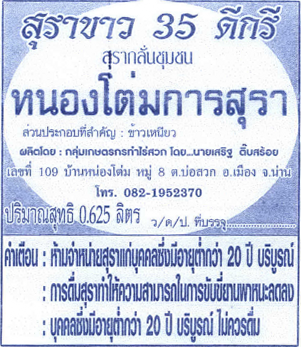 สุราขาว 35 ดีกรี
สุรากลั่นชุมชน
หนองโต่มการสุรา
ส่วนประกอบที่สำคัญ : ข้าวเหนียว
ผลิตโดย : กลุ่มเกษตรกรทำไร่สวก โดย...นายเสริฐ อิ๊บสร้อย
เลขที่ 109 บ้านหนองโต่ม หมู่ 8 ต.บ่อสวก อ.เมือง จ.น่าน
โทร. 082-1952370
ปริมาณสุทธิ 0.625 ลิตร ว/ด/ป. ที่บรรจุ
คำเตือน : ห้ามจำหน่ายสุราแก่บุคคลซึ่งมีอายุต่ำกว่า 20 ปี บริบูรณ์
: การดื่มสุราทำให้ความสามารถในการขับขี่ยานพาหนะลดลง
: บุคคลซึ่งมีอายุต่ำกว่า 20 ปี บริบูรณ์ ไม่ควรดื่ม